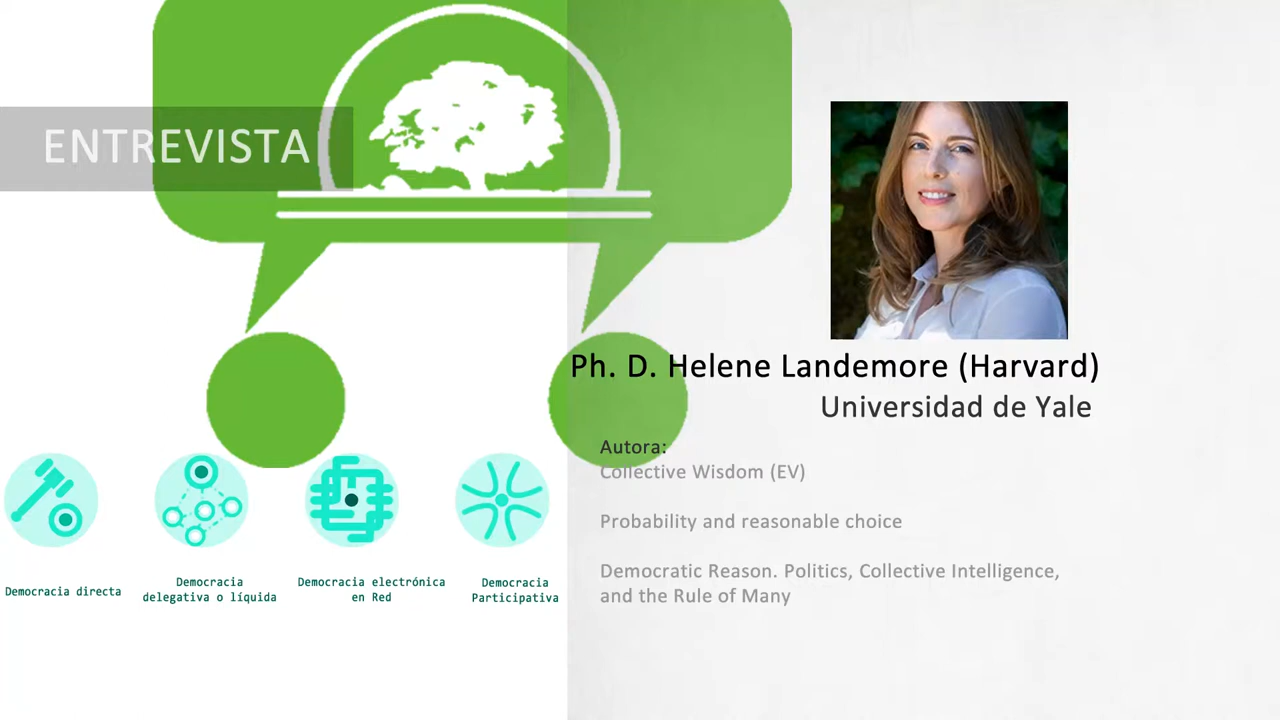 ENTREVISTA
Ph. D. Helene Landemore (Harvard)
Universidad de Yale
Autora:
Collective Wisdom (EV)
Probability and reasonable choice
Democratic Reason. Politics, Collective Intelligence,
and the Rule of Many
Democracia directa
Democracia
delegativa o líquida
Democracia electrónica
en Red
Democracia
Participativa